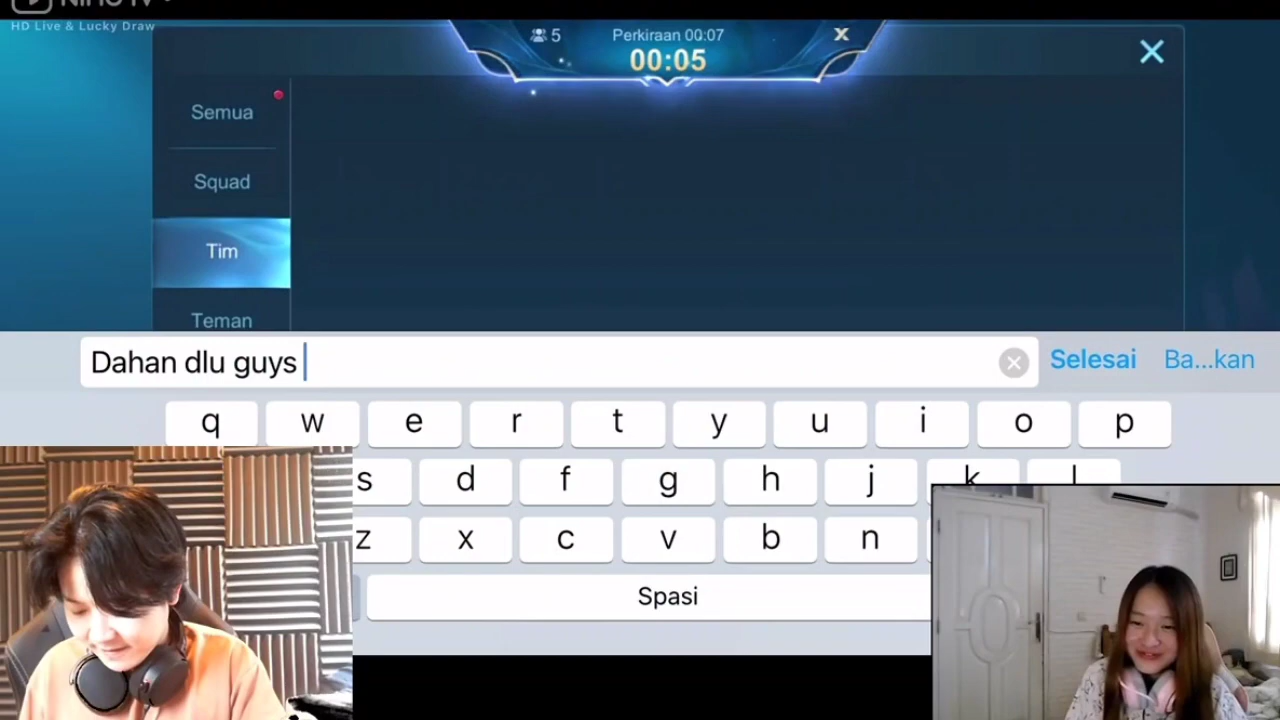 HD Live & Lucky Draw
5
Perkiraan 00:07
X
00:05
Semua
Squad
Tim
Teman
Dahan dlu guys
Selesai
Ba...kan
q w e r t y u i o p
s d f g h j k l
z x c v b n
Spasi